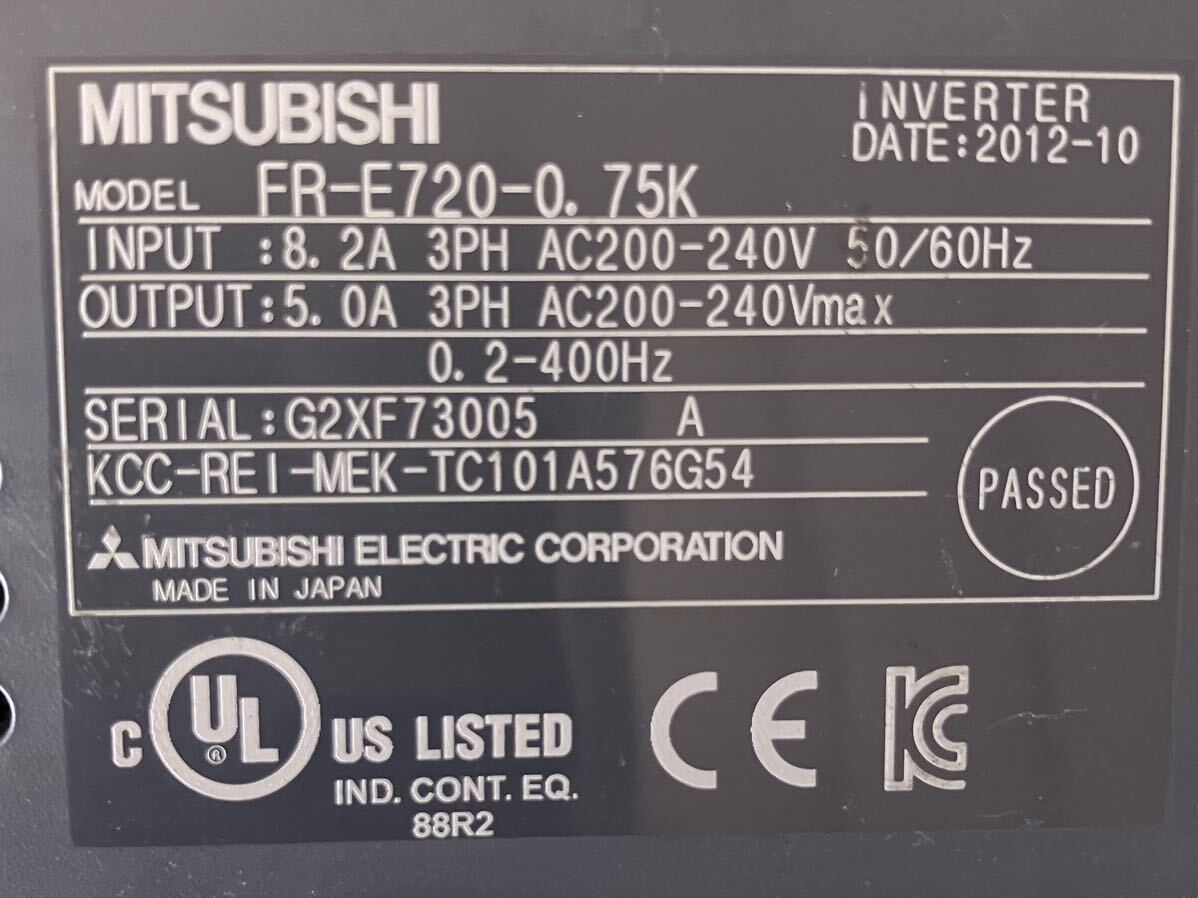 MITSUBISHI
INVERTER
DATE:2012-10
MODEL FR-E720-0.75K
INPUT :8.2A 3PH AC200-240V 50/60Hz
OUTPUT:5.0A 3PH AC200-240Vmax
0.2-400Hz
SERIAL:G2XF73005 A
KCC-REI-MEK-TC101A576G54
PASSED
MITSUBISHI ELECTRIC CORPORATION
MADE IN JAPAN
C UL ® US LISTED
IND. CONT. EQ.
88R2
CE
KC